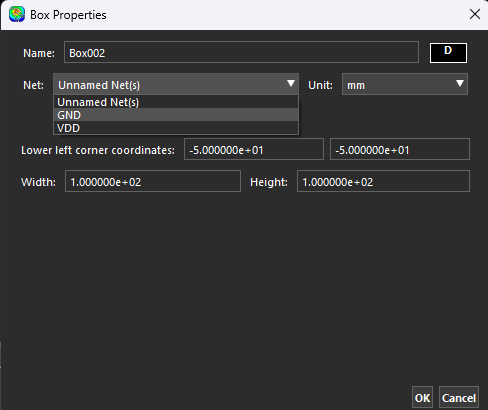 Box Properties
Name: Box002 D
Net: Unnamed Net(s) Unit: mm
Unnamed Net(s)
GND
VDD
Lower left corner coordinates: -5.000000e+01 -5.000000e+01
Width: 1.000000e+02 Height: 1.000000e+02
OK Cancel